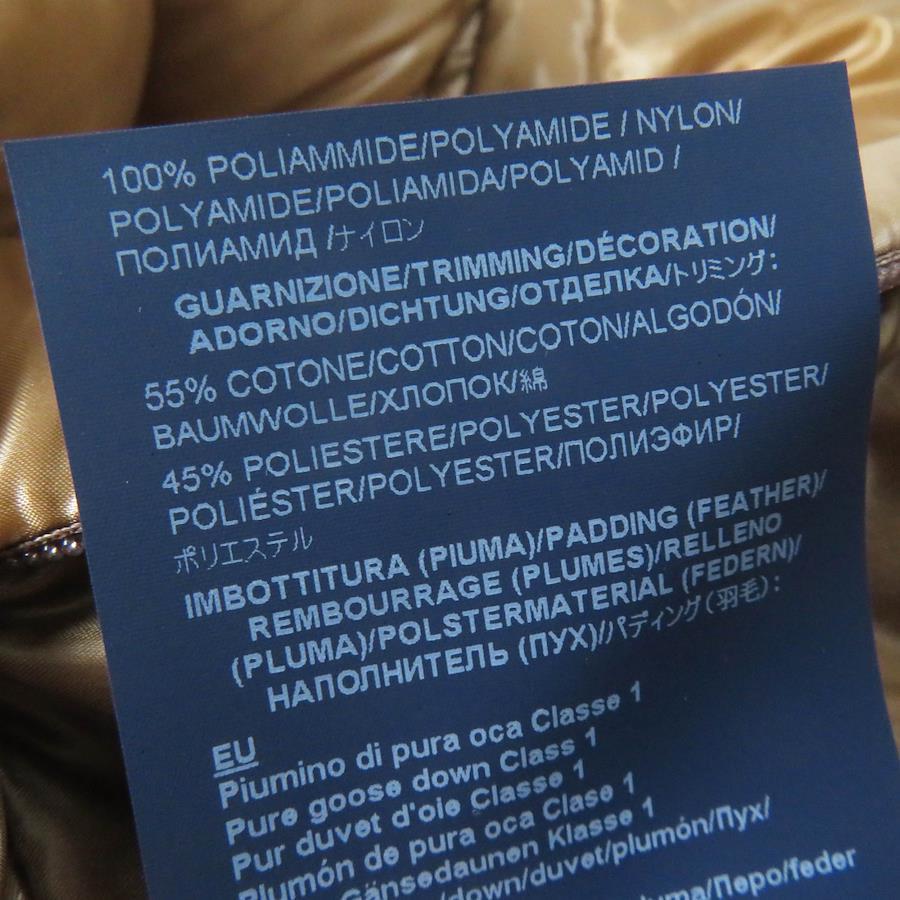 100% POLIAMMIDE/POLYAMIDE / NYLON/
POLYAMIDE/POLIAMIDA/POLYAMID /
ПОЛИАМИД /ナイロン
GUARNIZIONE/TRIMMING/DÉCORATION/
ADORNO/DICHTUNG/ОТДЕЛКА/トリミング:
55% COTONE/COTTON/COTON/ALGODÓN/
BAUMWOLLE/ХЛОПОК/綿
45% POLIESTERE/POLYESTER/POLYESTER/
POLIÉSTER/POLYESTER/ПОЛИЭФИР/
ポリエステル
IMBOTTITURA (PIUMA)/PADDING (FEATHER)/
REMBOURRAGE (PLUMES)/RELLENO
(PLUMA)/POLSTERMATERIAL (FEDERN)/
НАПОЛНИТЕЛЬ (ПУХ)/パディング(羽毛):
EU
Piumino di pura oca Classe 1
Pure goose down Class 1
Pur duvet d'oie Classe 1
Plumón de pura oca Clase 1
Gänsedaunen Klasse 1
/down/duvet/plumón/Пух/
/Перо/feder